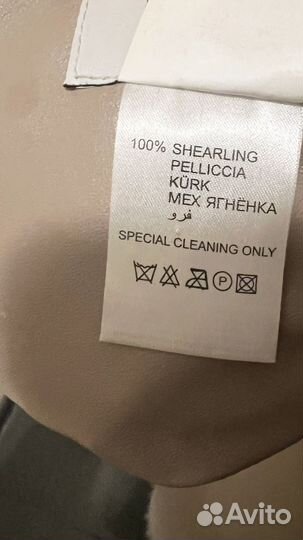 100% SHEARLING
PELLICCIA
KÜRK
МЕХ ЯГНЁНКА
فرو
SPECIAL CLEANING ONLY
P
Avito